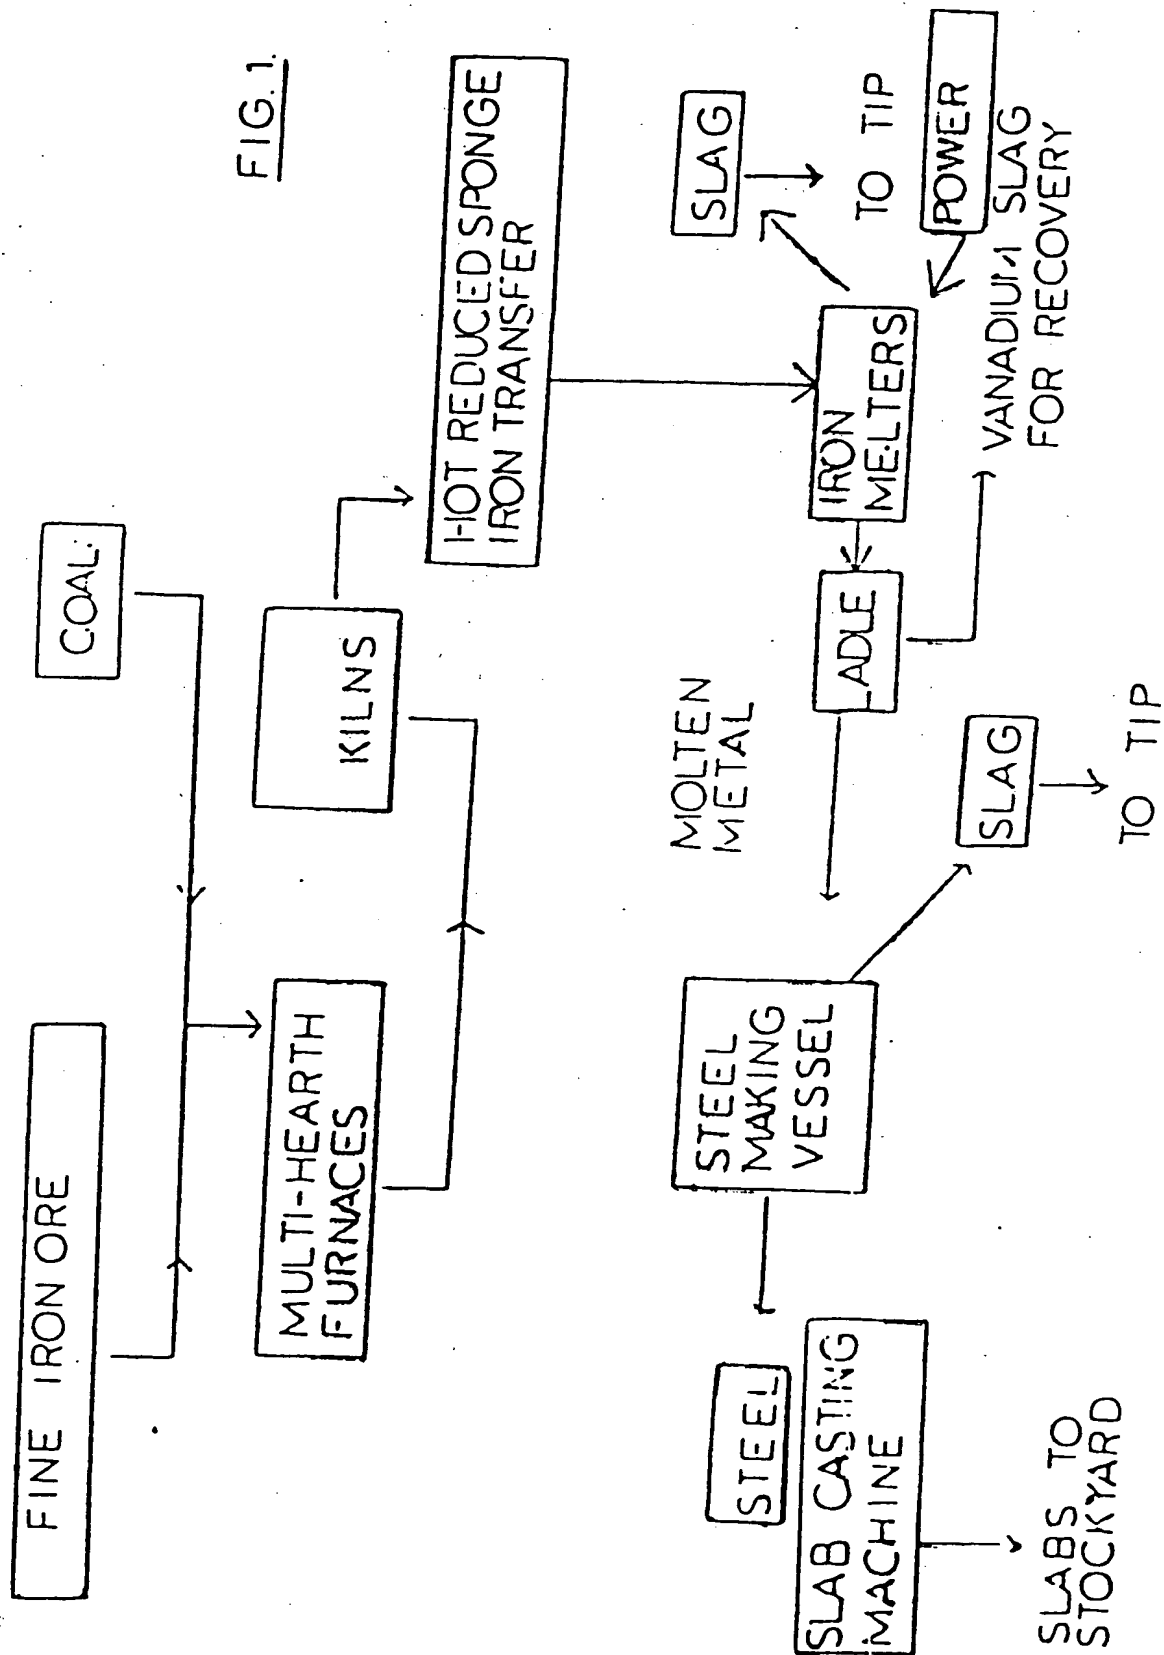 FIG. 1.
FINE IRON ORE
COAL
MULTI-HEARTH
FURNACES
KILNS
HOT REDUCED SPONGE
IRON TRANSFER
STEEL
SLAB CASTING
MACHINE
SLABS TO
STOCKYARD
STEEL
MAKING
VESSEL
MOLTEN
METAL
SLAG
TO TIP
LADLE
IRON
MELTERS
SLAG
TO TIP
POWER
VANADIUM SLAG
FOR RECOVERY